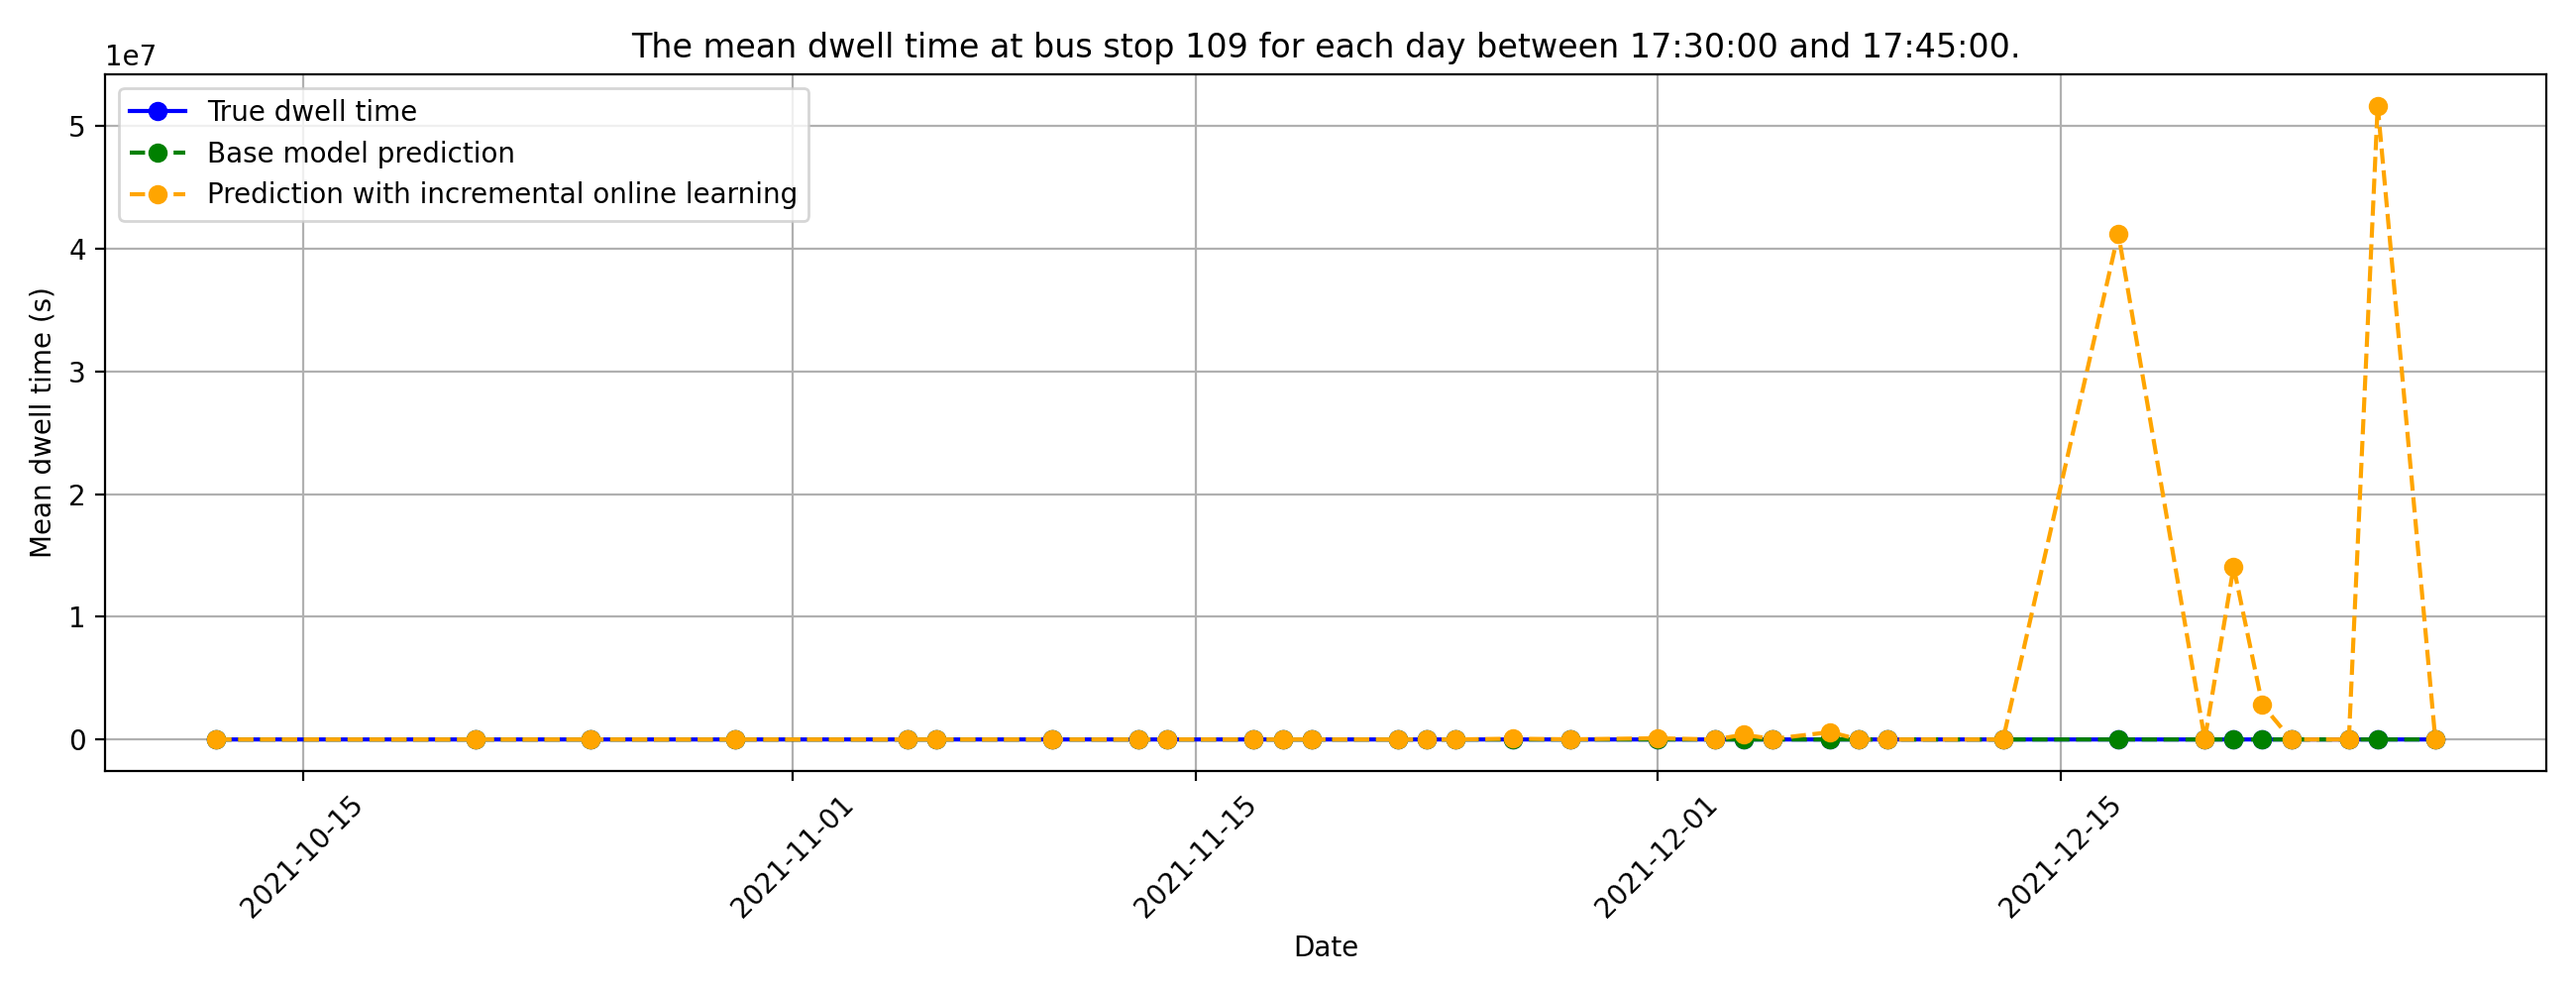 The mean dwell time at bus stop 109 for each day between 17:30:00 and 17:45:00.
1e7
True dwell time
Base model prediction
Prediction with incremental online learning
5
4
3
2
1
0
Mean dwell time (s)
2021-10-15
2021-11-01
2021-11-15
2021-12-01
2021-12-15
Date